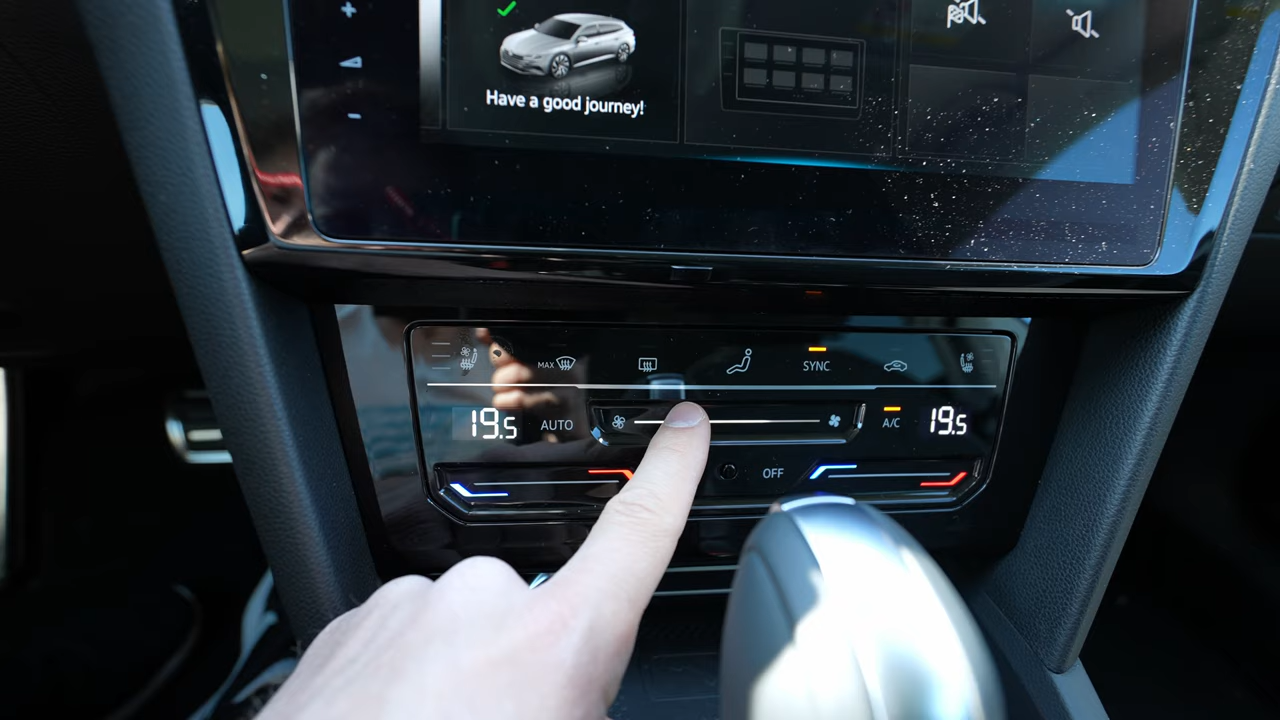 Have a good journey!
MAX
SYNC
19.5 AUTO A/C 19.5
OFF